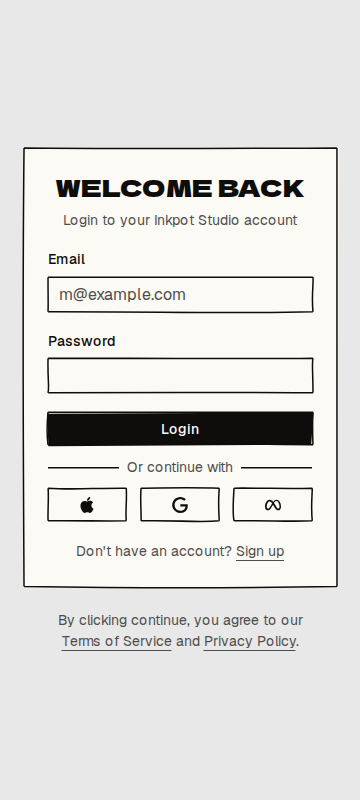 WELCOME BACK
Login to your Inkpot Studio account
Email
m@example.com
Password
Login
Or continue with
Don't have an account? Sign up
By clicking continue, you agree to our
Terms of Service and Privacy Policy.